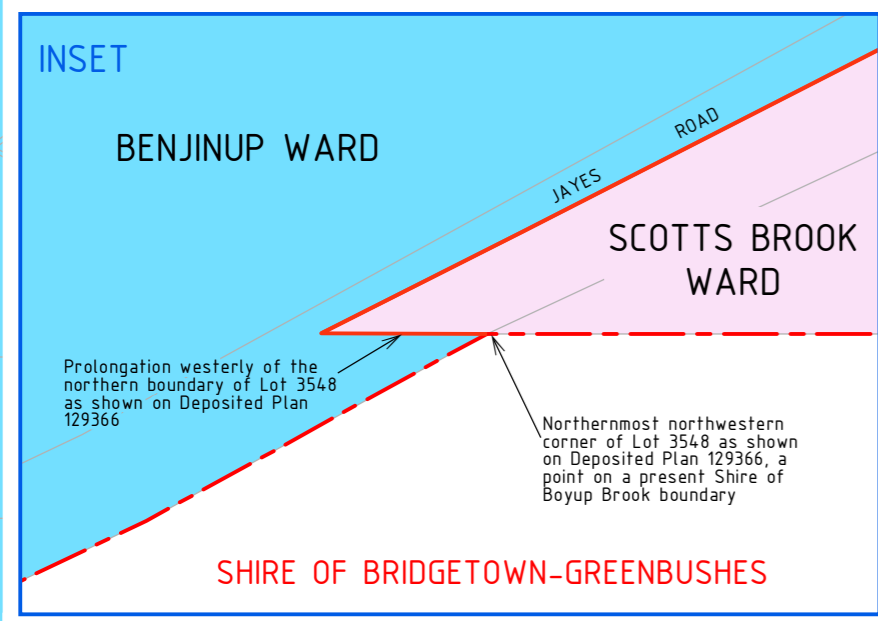 INSET
BENJINUP WARD
JAYES ROAD
SCOTTS BROOK
WARD
Prolongation westerly of the
northern boundary of Lot 3548
as shown on Deposited Plan
129366
Northernmost northwestern
corner of Lot 3548 as shown
on Deposited Plan 129366, a
point on a present Shire of
Boyup Brook boundary
SHIRE OF BRIDGETOWN-GREENBUSHES